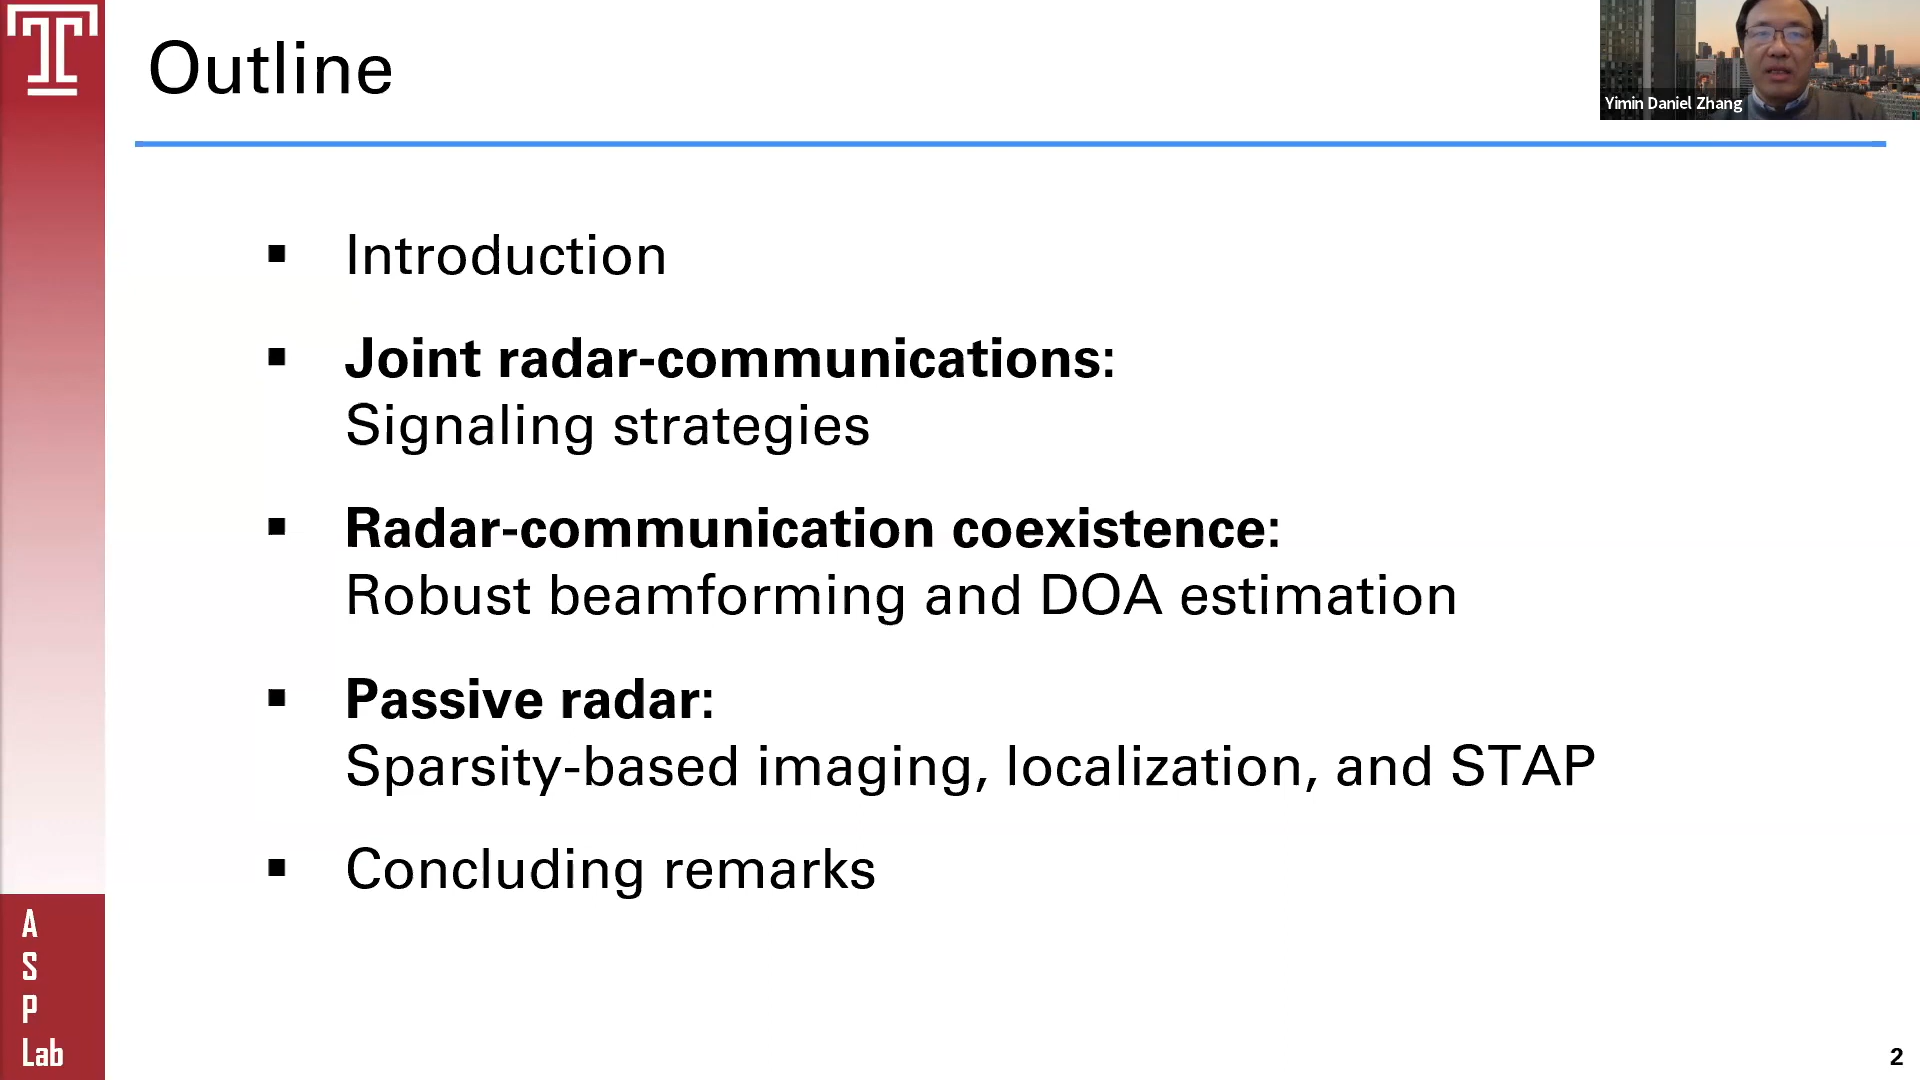 Outline
Yimin Daniel Zhang
▪ Introduction
▪ Joint radar-communications:
Signaling strategies
▪ Radar-communication coexistence:
Robust beamforming and DOA estimation
▪ Passive radar:
Sparsity-based imaging, localization, and STAP
▪ Concluding remarks
A
S
P
Lab
2